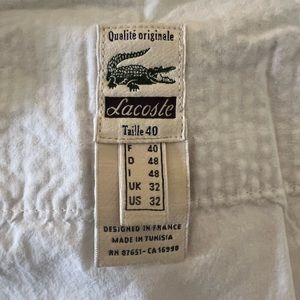 Qualité originale
Lacoste
Taille 40
F 40
D 48
I 48
UK 32
US 32
DESIGNED IN FRANCE
MADE IN TUNISIA
RN 87651-CA 16990